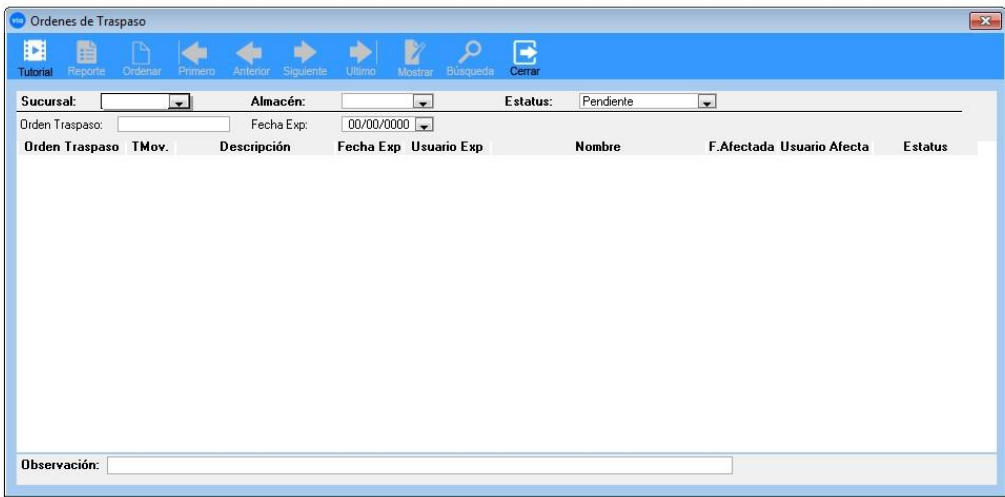 via Ordenes de Traspaso
Tutorial Reporte Ordenar Primero Anterior Siguiente Ultimo Mostrar Búsqueda Cerrar
Sucursal: Almacén: Estatus: Pendiente
Orden Traspaso: Fecha Exp: 00/00/0000
Orden Traspaso TMov. Descripción Fecha Exp Usuario Exp Nombre F.Afectada Usuario Afecta Estatus
Observación: